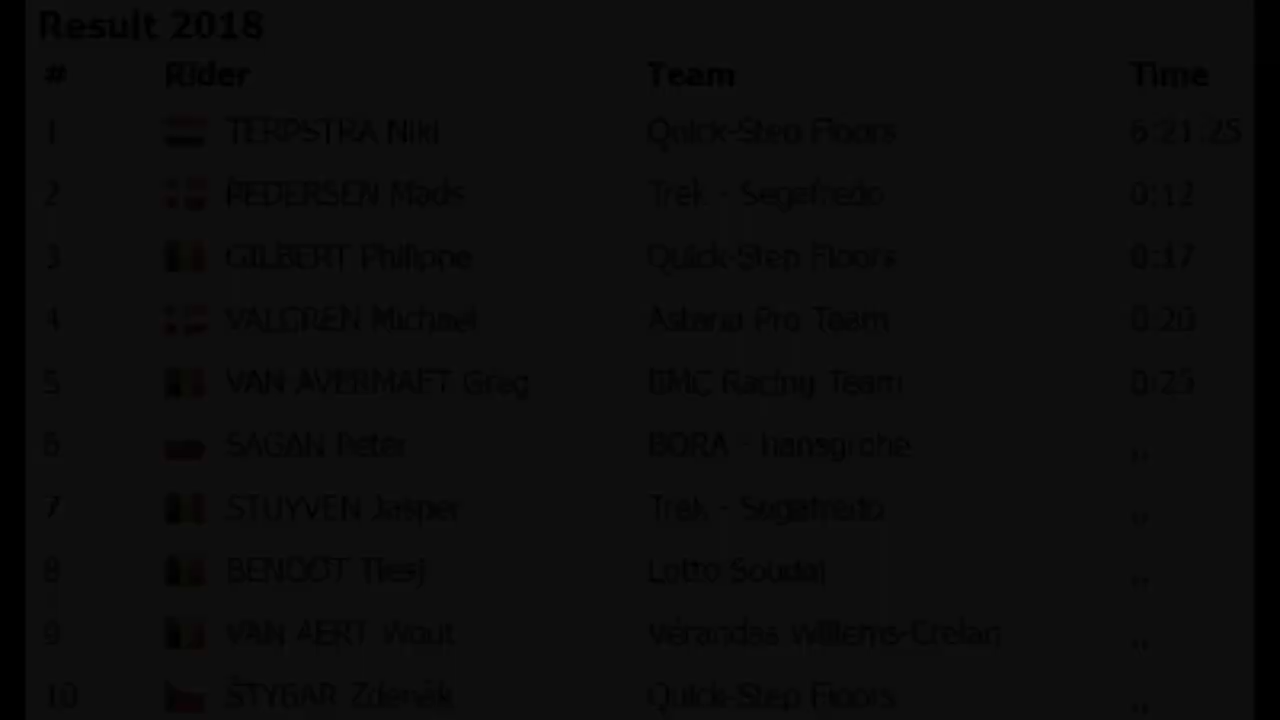 Result 2018
# Rider Team Time
1 TERPSTRA Niki Quick-Step Floors 6:21:25
2 PEDERSEN Mads Trek - Segafredo 0:12
3 GILBERT Philippe Quick-Step Floors 0:17
4 VALGREN Michael Astana Pro Team 0:20
5 VAN AVERMAET Greg BMC Racing Team 0:25
6 SAGAN Peter BORA - hansgrohe ,,
7 STUYVEN Jasper Trek - Segafredo ,,
8 BENOOT Tiesj Lotto Soudal ,,
9 VAN AERT Wout Vérandas Willems-Crelan ,,
10 ŠTYBAR Zdeněk Quick-Step Floors ,,